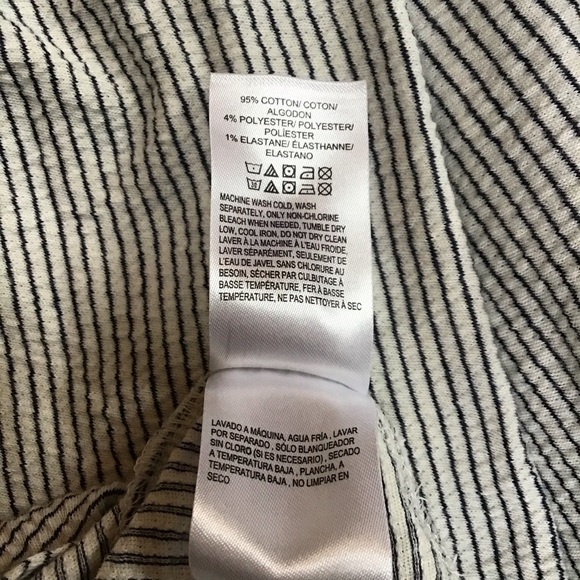 95% COTTON/ COTON/
ALGODON
4% POLYESTER/ POLYESTER/
POLÍESTER
1% ELASTANE/ ÉLASTHANNE/
ELASTANO
MACHINE WASH COLD, WASH
SEPARATELY, ONLY NON-CHLORINE
BLEACH WHEN NEEDED, TUMBLE DRY
LOW, COOL IRON, DO NOT DRY CLEAN
LAVER À LA MACHINE À L'EAU FROIDE,
LAVER SÉPARÉMENT, SEULEMENT DE
L'EAU DE JAVEL SANS CHLORURE AU
BESOIN, SÉCHER PAR CULBUTAGE À
BASSE TEMPÉRATURE, FER À BASSE
TEMPÉRATURE, NE PAS NETTOYER À SEC
LAVADO A MÁQUINA, AGUA FRÍA , LAVAR
POR SEPARADO , SÓLO BLANQUEADOR
SIN CLORO (SI ES NECESARIO) , SECADO
A TEMPERATURA BAJA , PLANCHA, A
TEMPERATURA BAJA , NO LIMPIAR EN
SECO